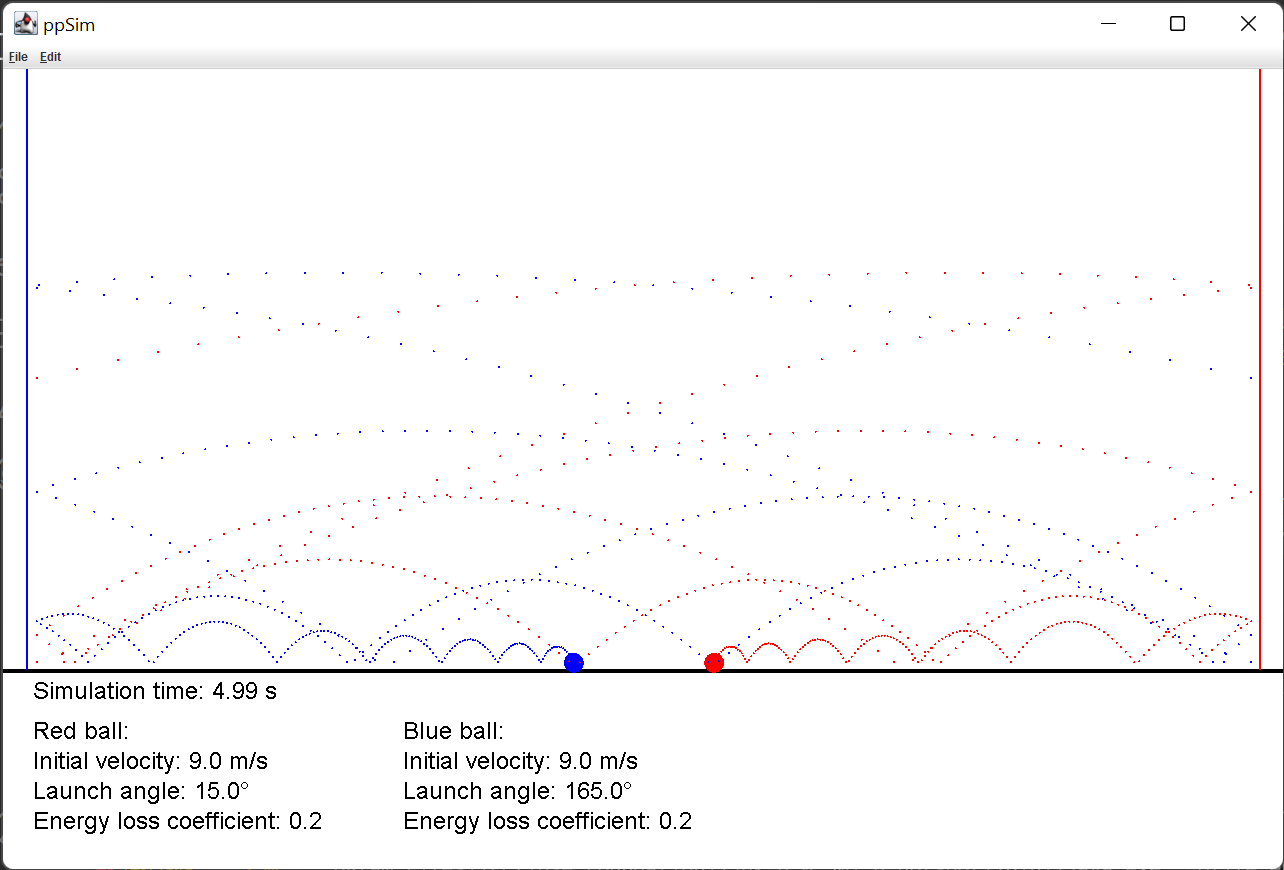 ppSim
File Edit
Simulation time: 4.99 s
Red ball:
Initial velocity: 9.0 m/s
Launch angle: 15.0°
Energy loss coefficient: 0.2
Blue ball:
Initial velocity: 9.0 m/s
Launch angle: 165.0°
Energy loss coefficient: 0.2